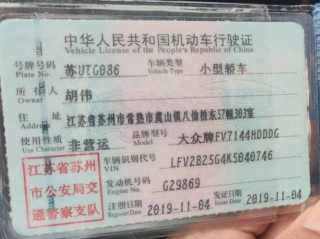 中华人民共和国机动车行驶证
Vehicle License of the People's Republic of China
号牌号码 苏UTG086 车辆类型 小型轿车
Plate No. Vehicle Type
所有人 胡伟
Owner
住址 江苏省苏州市常熟市虞山镇八仙桥东57幢303室
Address
使用性质 非营运 品牌型号 大众牌FV7144HDDDG
Use Character Model
江苏省苏州
市公安局交
通警察支队
车辆识别代号 LFV2B25G4K5040746
VIN
发动机号码 G29869
Engine No.
注册日期 2019-11-04 发证日期 2019-11-04
Register Date Issue Date